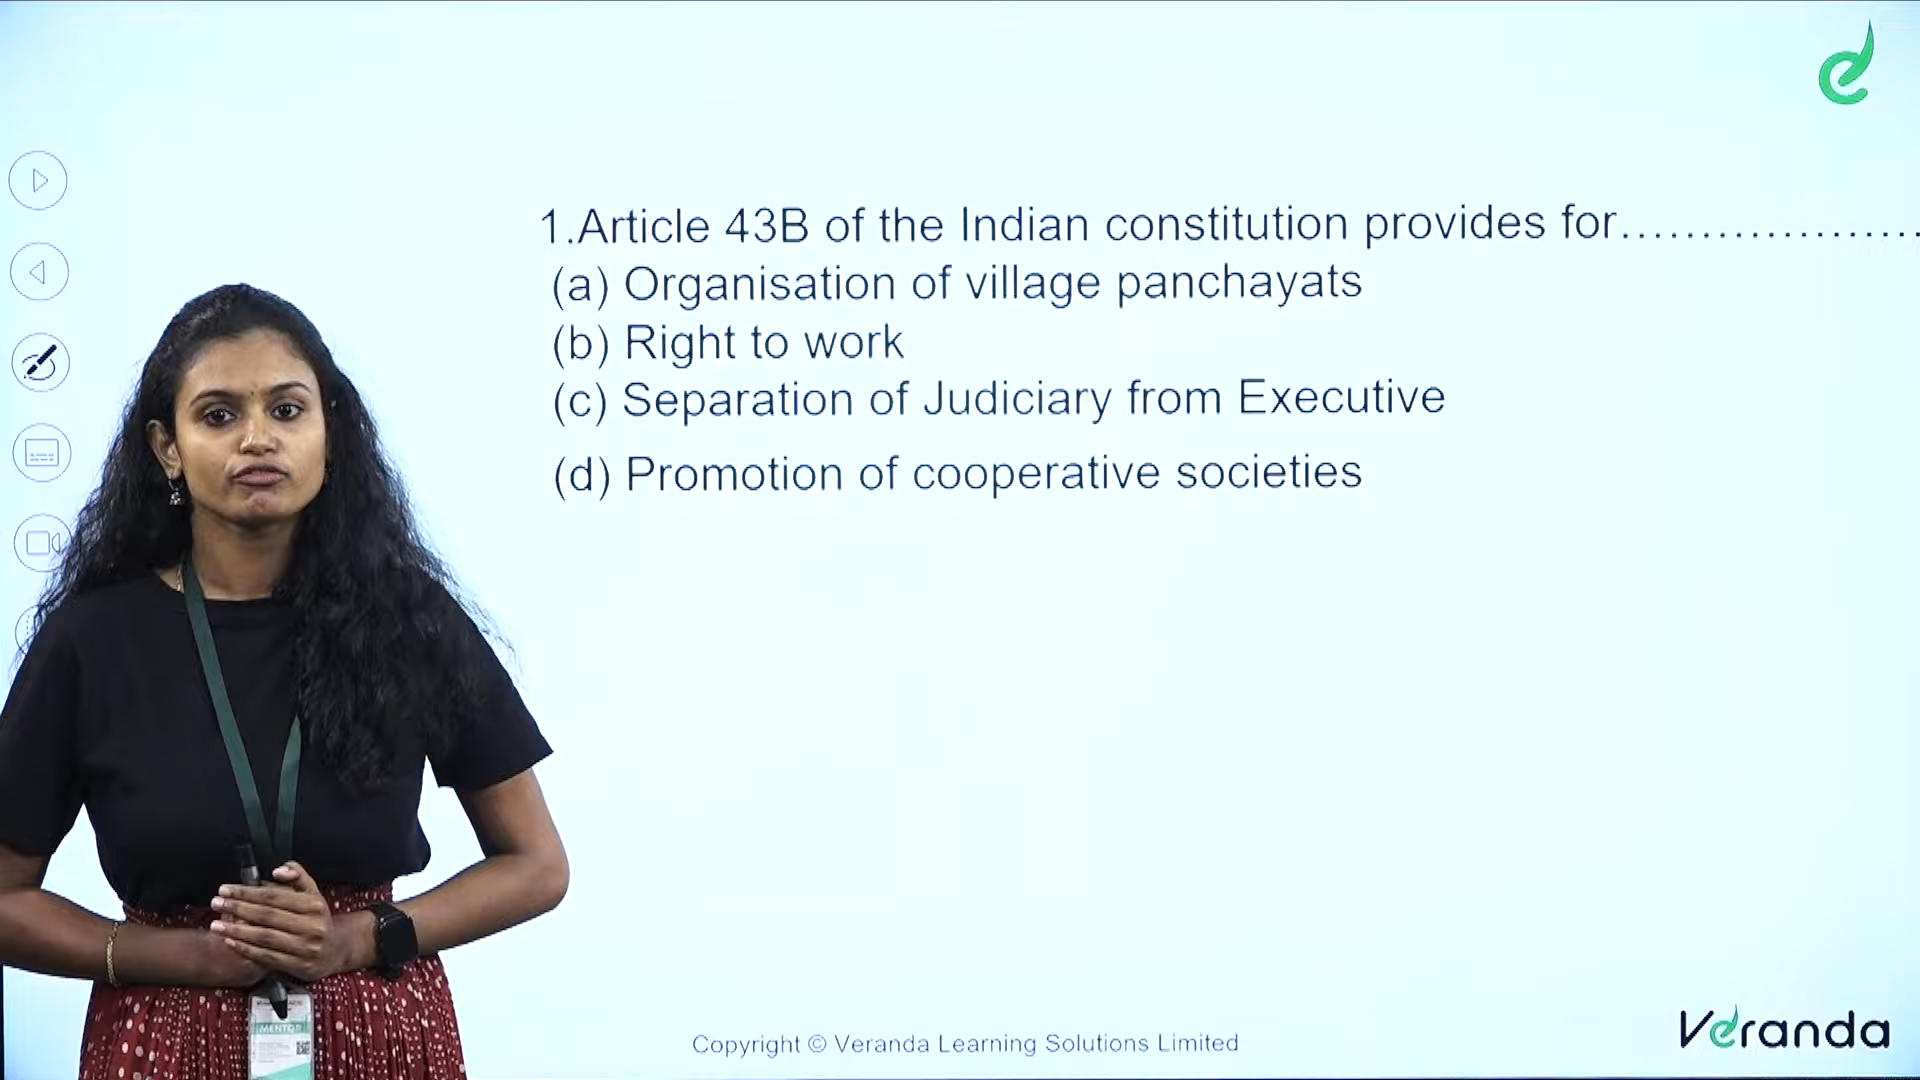 1.Article 43B of the Indian constitution provides for...................
(a) Organisation of village panchayats
(b) Right to work
(c) Separation of Judiciary from Executive
(d) Promotion of cooperative societies
MENTOR
Copyright © Veranda Learning Solutions Limited
Veranda